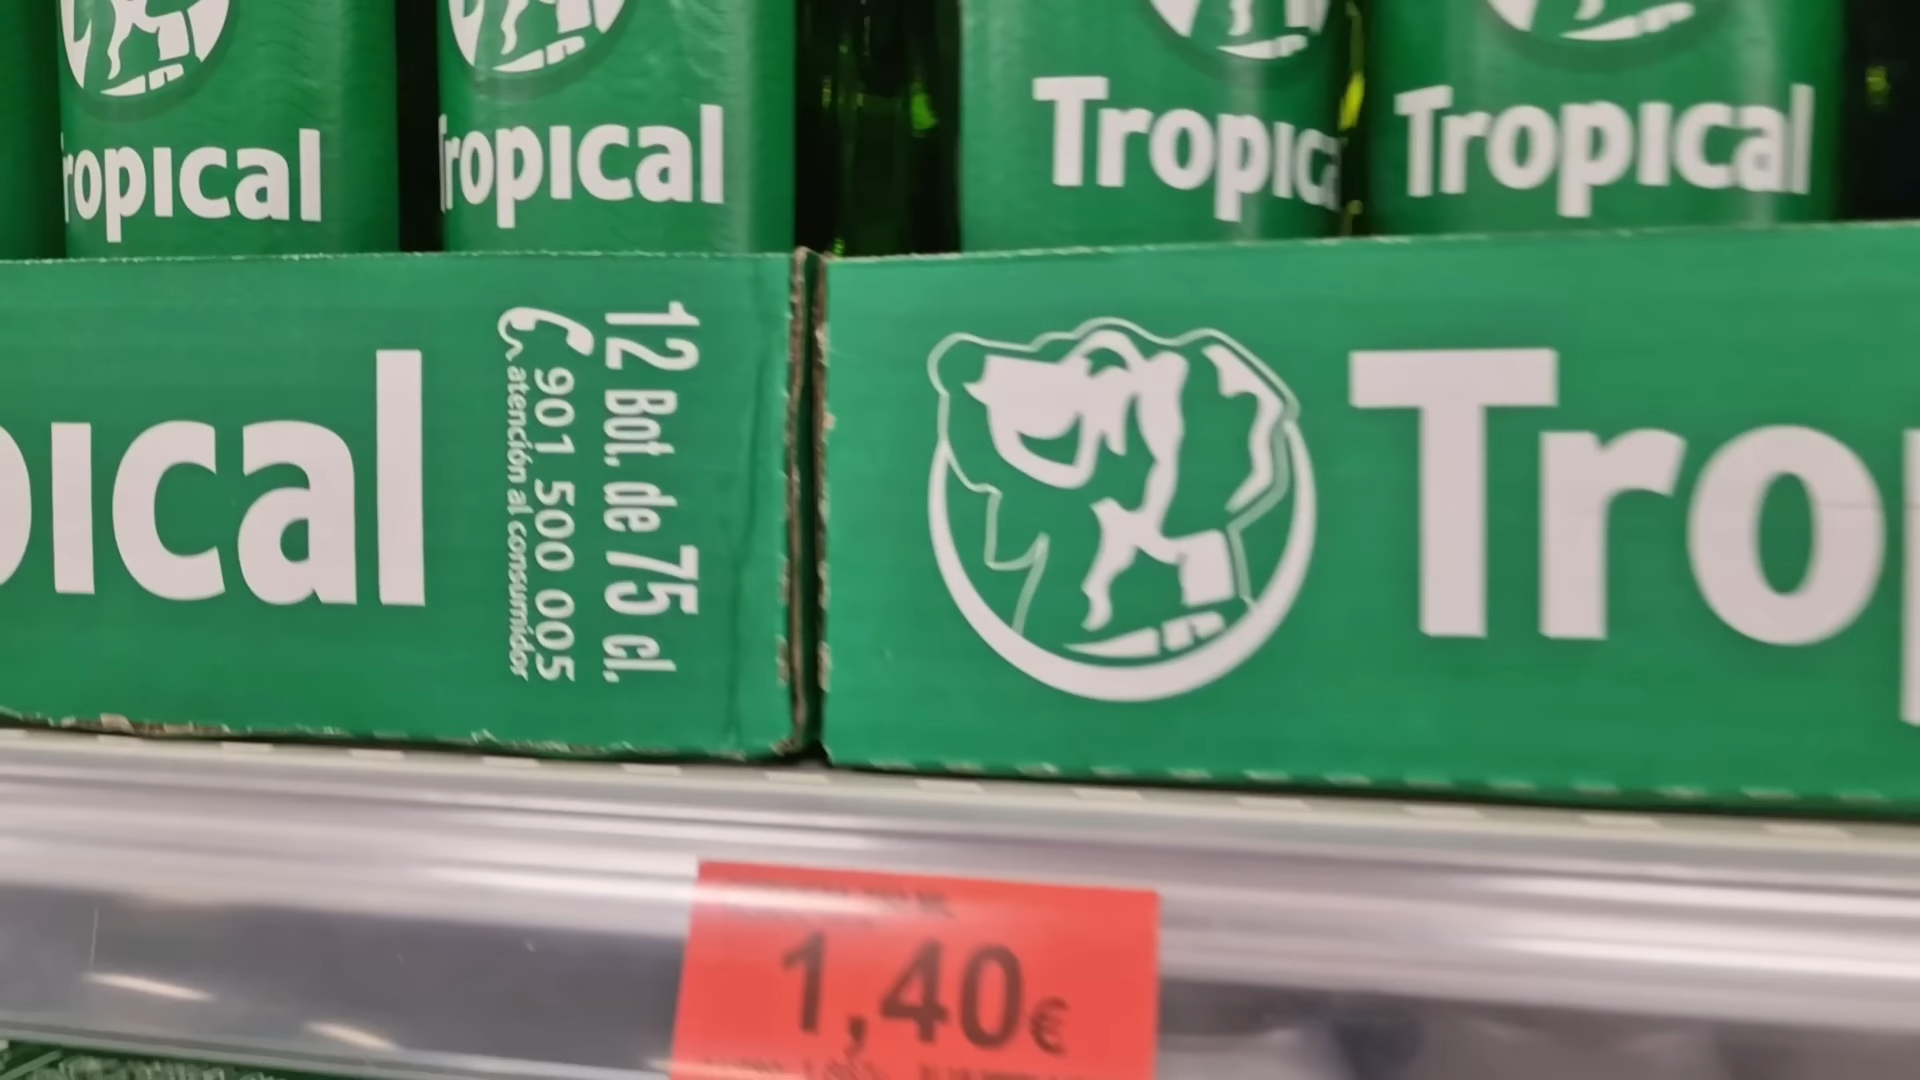 Tropical
Tropical
Tropical
Tropical
pical
12 Bot. de 75 cl.
901 500 005
atención al consumidor
Trop
1,40€